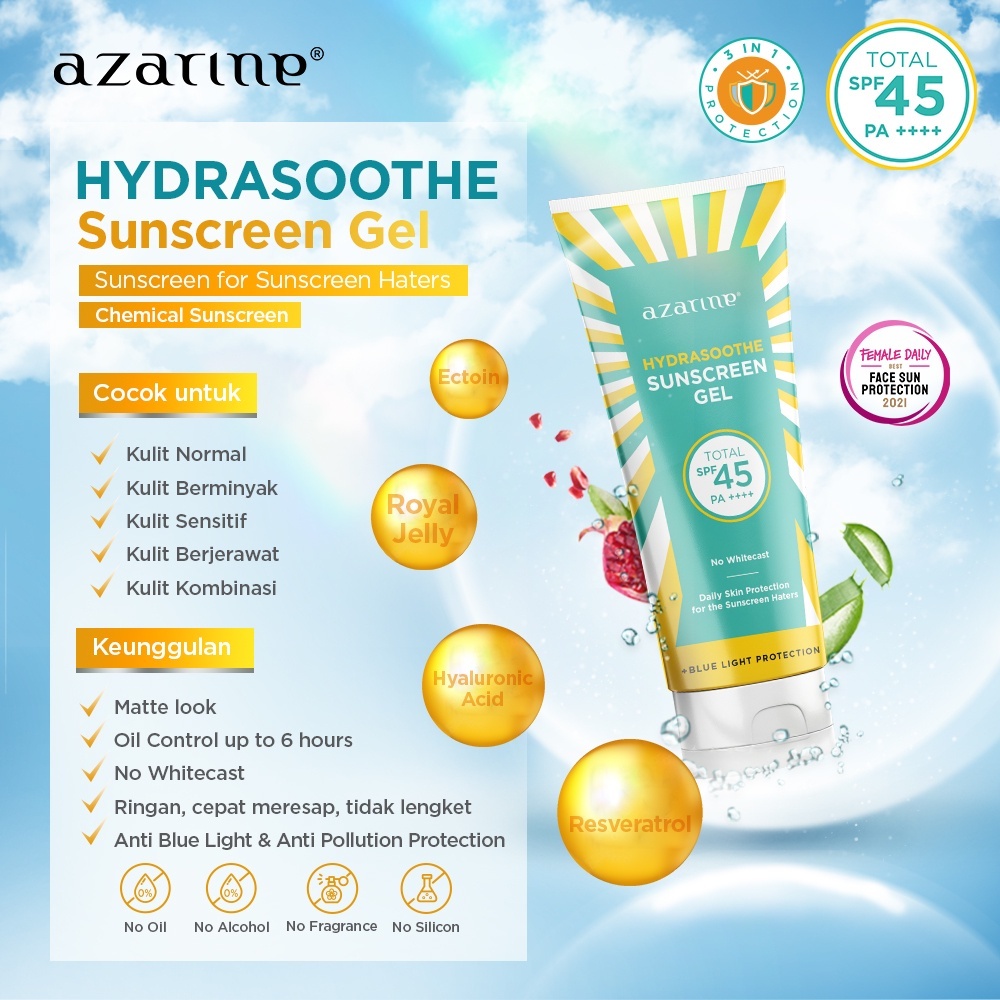 azarine®
3 IN 1
PROTECTION
TOTAL
SPF 45
PA ++++
HYDRASOOTHE
Sunscreen Gel
Sunscreen for Sunscreen Haters
Chemical Sunscreen
Cocok untuk
Kulit Normal
Kulit Berminyak
Kulit Sensitif
Kulit Berjerawat
Kulit Kombinasi
Keunggulan
Matte look
Oil Control up to 6 hours
No Whitecast
Ringan, cepat meresap, tidak lengket
Anti Blue Light & Anti Pollution Protection
0%
No Oil
0%
No Alcohol
No Fragrance
No Silicon
Ectoin
Royal
Jelly
Hyaluronic
Acid
Resveratrol
azarine®
HYDRASOOTHE
SUNSCREEN
GEL
TOTAL
SPF 45
PA ++++
No Whitecast
Daily Skin Protection
for the Sunscreen Haters
+BLUE LIGHT PROTECTION
FEMALE DAILY
BEST
FACE SUN
PROTECTION
2021